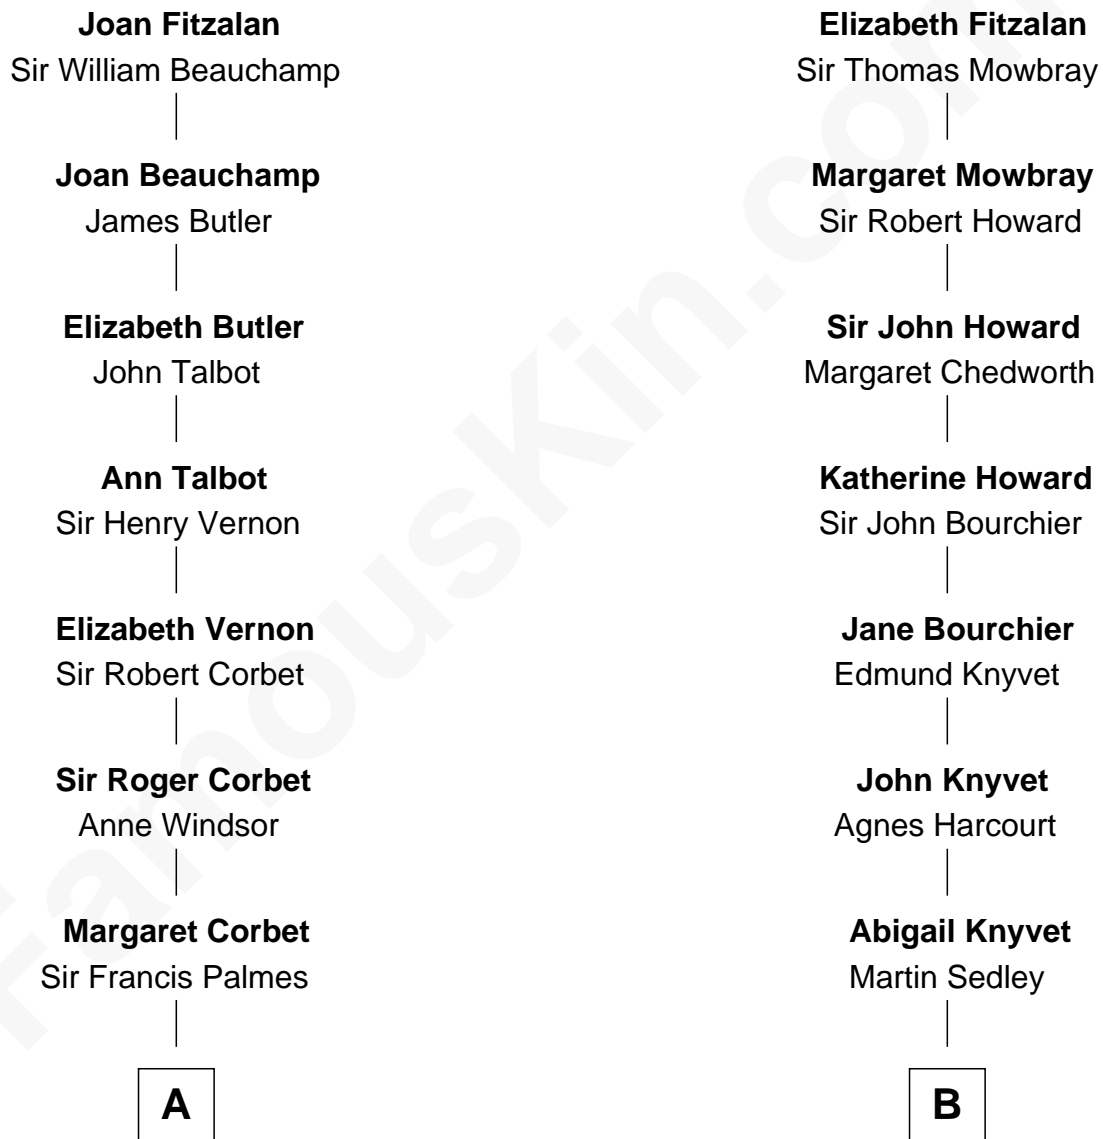 Joan Fitzalan
Sir William Beauchamp
Joan Beauchamp
James Butler
Elizabeth Butler
John Talbot
Ann Talbot
Sir Henry Vernon
Elizabeth Vernon
Sir Robert Corbet
Sir Roger Corbet
Anne Windsor
Margaret Corbet
Sir Francis Palmes
A
Elizabeth Fitzalan
Sir Thomas Mowbray
Margaret Mowbray
Sir Robert Howard
Sir John Howard
Margaret Chedworth
Katherine Howard
Sir John Bourchier
Jane Bourchier
Edmund Knyvet
John Knyvet
Agnes Harcourt
Abigail Knyvet
Martin Sedley
B
FamousKin.com